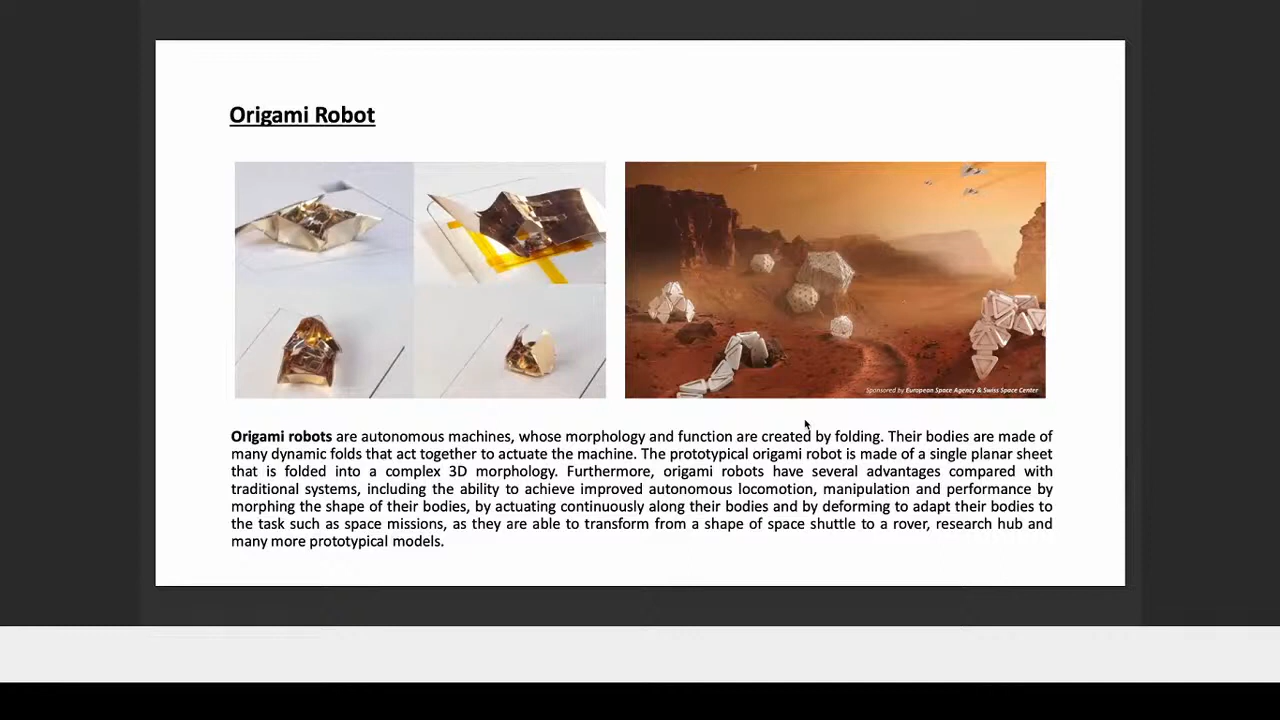 Origami Robot
Sponsored by European Space Agency & Swiss Space Center
Origami robots are autonomous machines, whose morphology and function are created by folding. Their bodies are made of
many dynamic folds that act together to actuate the machine. The prototypical origami robot is made of a single planar sheet
that is folded into a complex 3D morphology. Furthermore, origami robots have several advantages compared with
traditional systems, including the ability to achieve improved autonomous locomotion, manipulation and performance by
morphing the shape of their bodies, by actuating continuously along their bodies and by deforming to adapt their bodies to
the task such as space missions, as they are able to transform from a shape of space shuttle to a rover, research hub and
many more prototypical models.